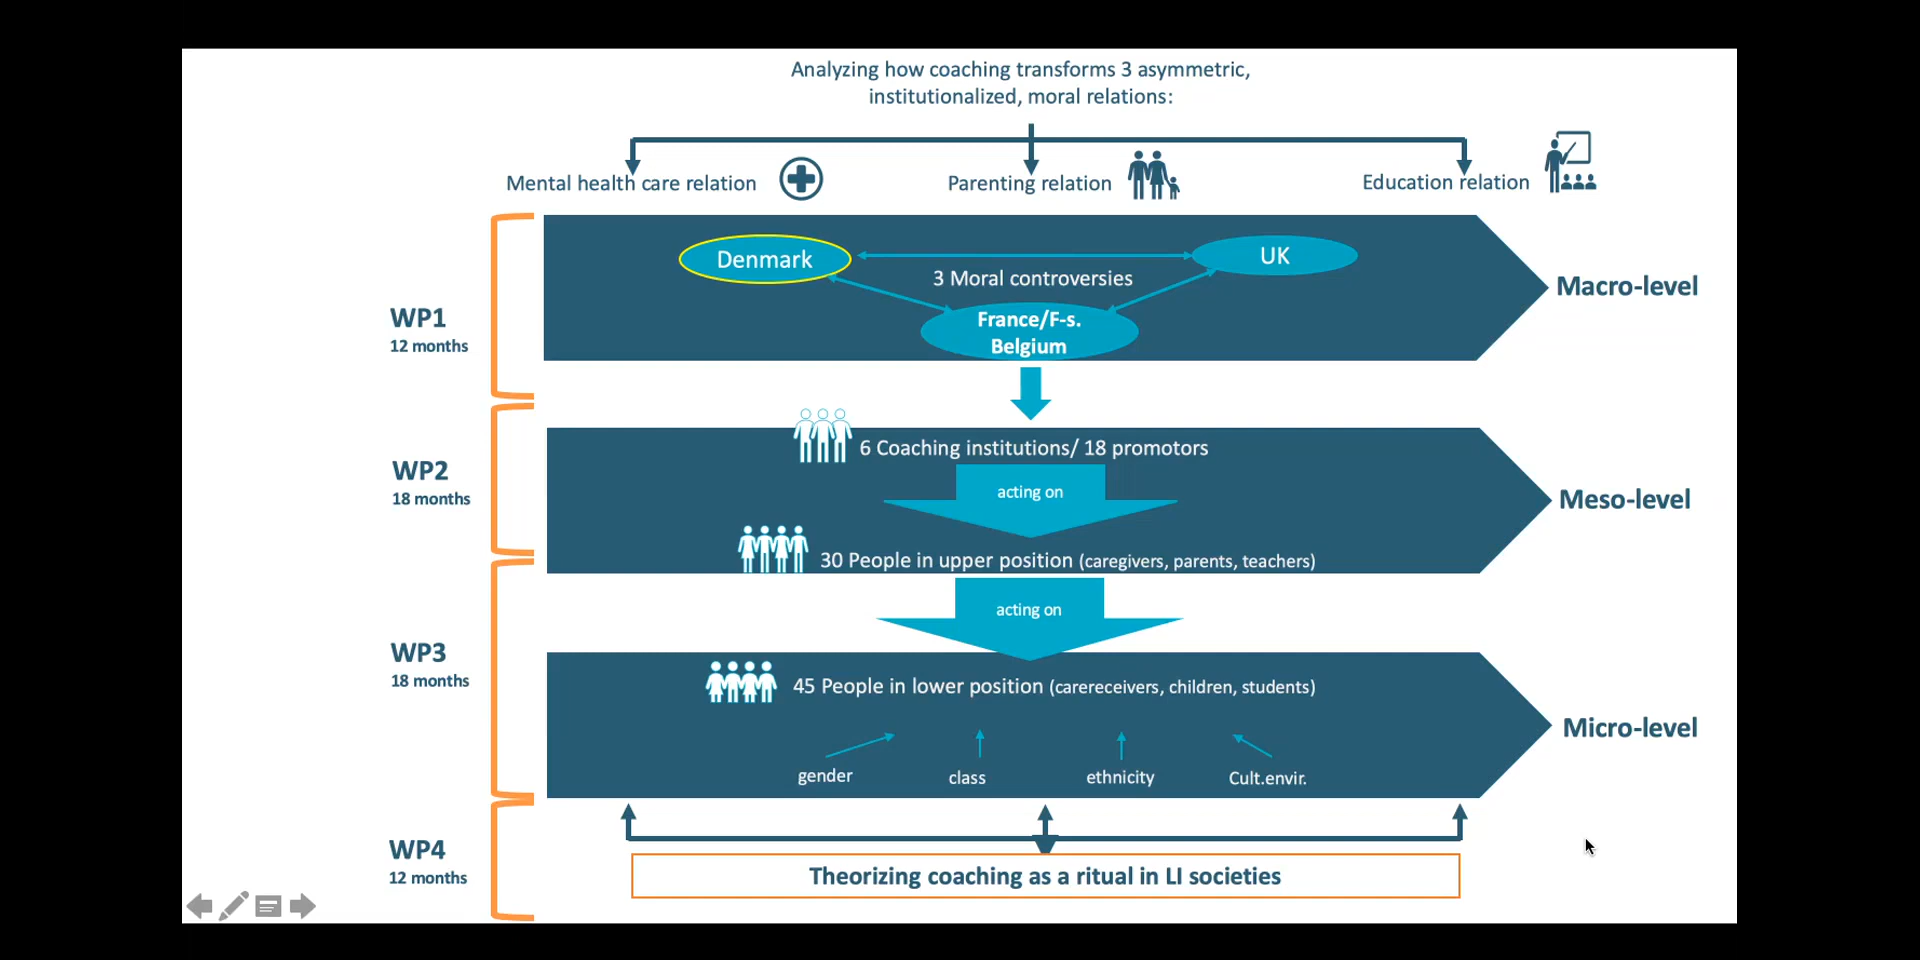 Analyzing how coaching transforms 3 asymmetric,
institutionalized, moral relations:
Mental health care relation
Parenting relation
Education relation
WP1
12 months
Denmark
UK
3 Moral controversies
France/F-s.
Belgium
Macro-level
WP2
18 months
6 Coaching institutions/ 18 promotors
acting on
30 People in upper position (caregivers, parents, teachers)
Meso-level
acting on
WP3
18 months
45 People in lower position (carereceivers, children, students)
gender
class
ethnicity
Cult.envir.
Micro-level
WP4
12 months
Theorizing coaching as a ritual in LI societies